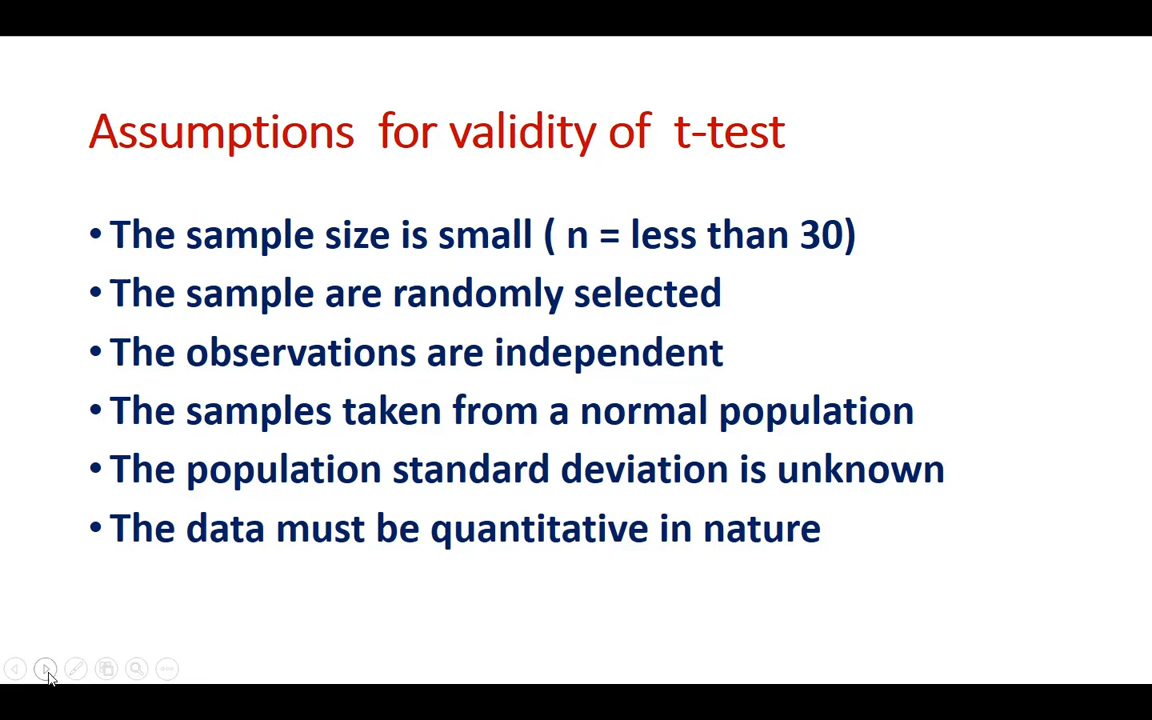 Assumptions for validity of t-test
• The sample size is small ( n = less than 30)
• The sample are randomly selected
• The observations are independent
• The samples taken from a normal population
• The population standard deviation is unknown
• The data must be quantitative in nature